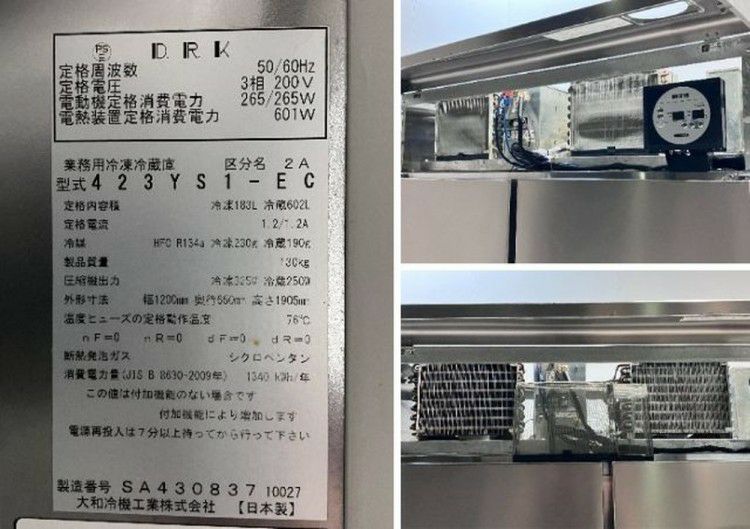 PS
E
DRK
定格周波数 50/60Hz
定格電圧 3相 200V
電動機定格消費電力 265/265W
電熱装置定格消費電力 601W
業務用冷凍冷蔵庫 区分名 2A
型式 423YS1-EC
定格内容積 冷凍183L 冷蔵602L
定格電流 1.2/1.2A
冷媒 HFC R134a 冷凍230g 冷蔵190g
製品質量 130kg
圧縮機出力 冷凍325W 冷蔵250W
外形寸法 幅1200mm 奥行650mm 高さ1905mm
温度ヒューズの定格動作温度 76℃
nF=0 nR=0 dF=0 dR=0
断熱発泡ガス シクロペンタン
消費電力量(JIS B 8630-2009年) 1340 kWh/年
この値は付加機能のない場合です
付加機能により増加します
電源再投入は7分以上待ってから行って下さい
製造番号 SA430837 10027
大和冷機工業株式会社 【日本製】